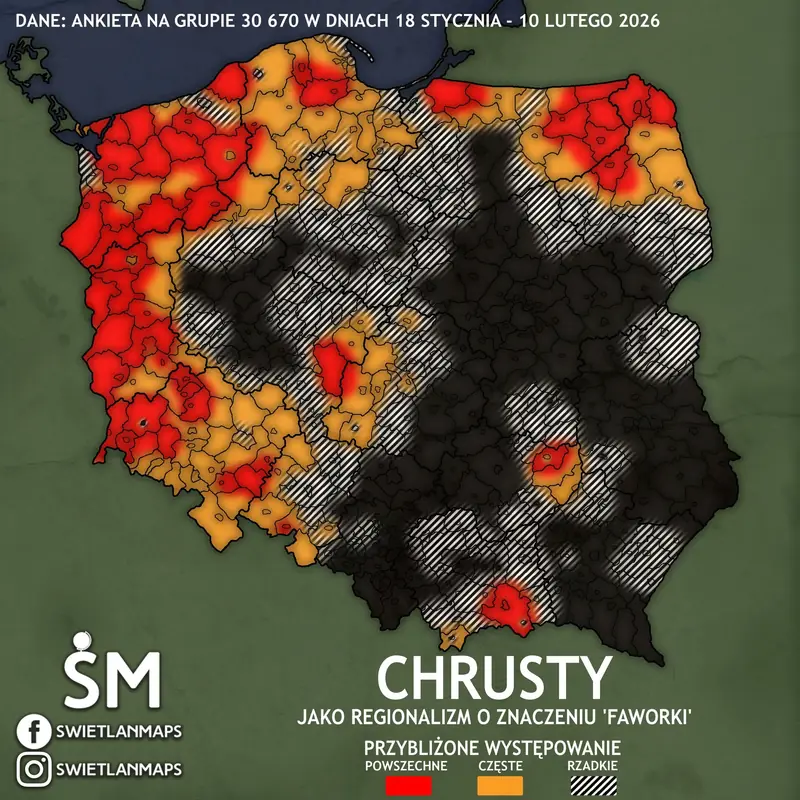 DANE: ANKIETA NA GRUPIE 30 670 W DNIACH 18 STYCZNIA - 10 LUTEGO 2026
ŚM
SWIETLANMAPS
SWIETLANMAPS
CHRUSTY
JAKO REGIONALIZM O ZNACZENIU 'FAWORKI'
PRZYBLIŻONE WYSTĘPOWANIE
POWSZECHNE CZĘSTE RZADKIE